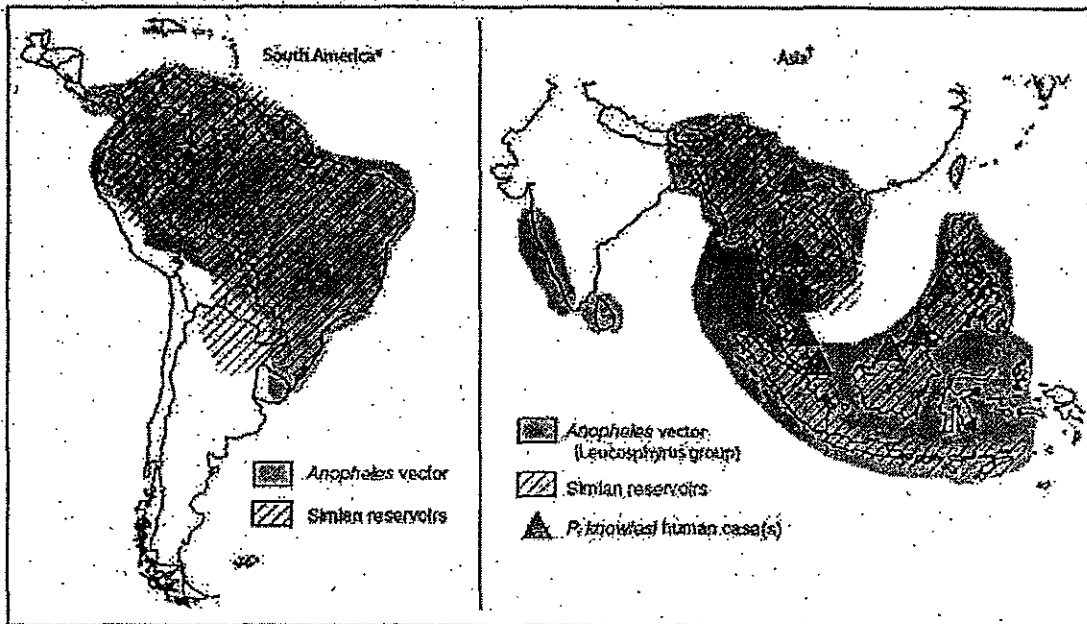 South America*
Anopheles vector
Simian reservoirs
Asia†
Anopheles vector
(Leucosphyrus group)
Simian reservoirs
P. knowlesi human case(s)